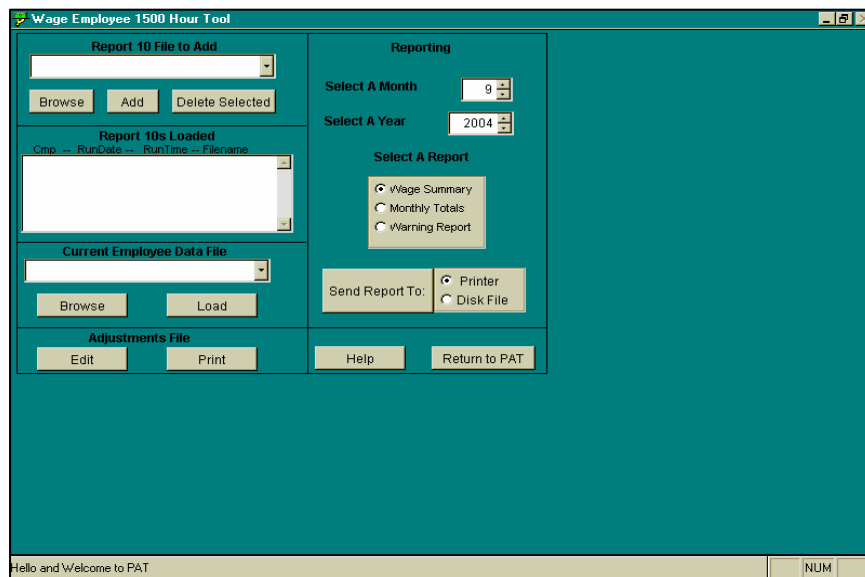 Wage Employee 1500 Hour Tool
Report 10 File to Add
Browse
Add
Delete Selected
Report 10s Loaded
Cmp -- RunDate -- RunTime -- Filename
Current Employee Data File
Browse
Load
Adjustments File
Edit
Print
Reporting
Select A Month
9
Select A Year
2004
Select A Report
Wage Summary
Monthly Totals
Warning Report
Send Report To:
Printer
Disk File
Help
Return to PAT
Hello and Welcome to PAT
NUM